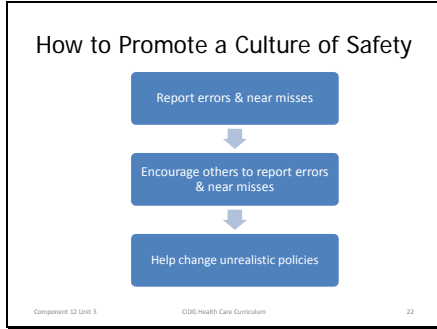 How to Promote a Culture of Safety
Report errors & near misses
Encourage others to report errors
& near misses
Help change unrealistic policies
Component 12 Unit 3
CIDG Health Care Curriculum
22